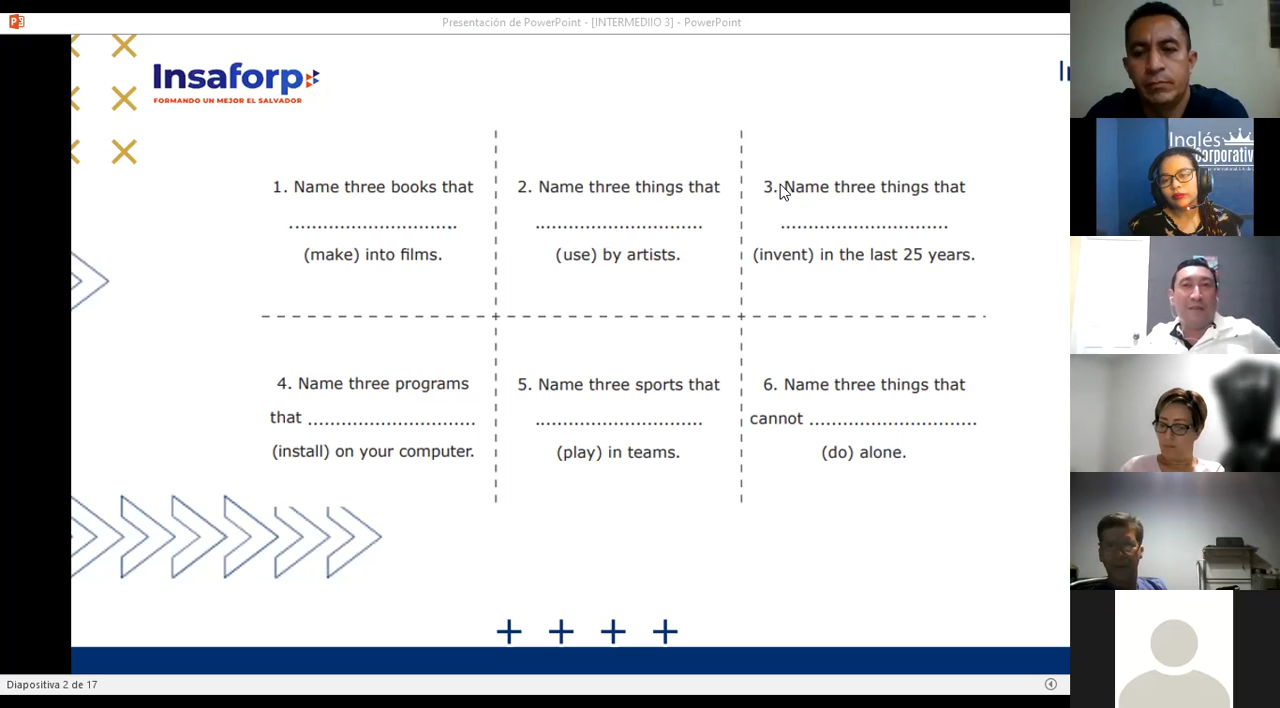 Presentación de PowerPoint - [INTERMEDIIO 3] - PowerPoint
Insaforp
FORMANDO UN MEJOR EL SALVADOR
1. Name three books that
..............................
(make) into films.
2. Name three things that
..............................
(use) by artists.
3. Name three things that
..............................
(invent) in the last 25 years.
4. Name three programs
that ..............................
(install) on your computer.
5. Name three sports that
..............................
(play) in teams.
6. Name three things that
cannot ..............................
(do) alone.
Diapositiva 2 de 17
Inglés